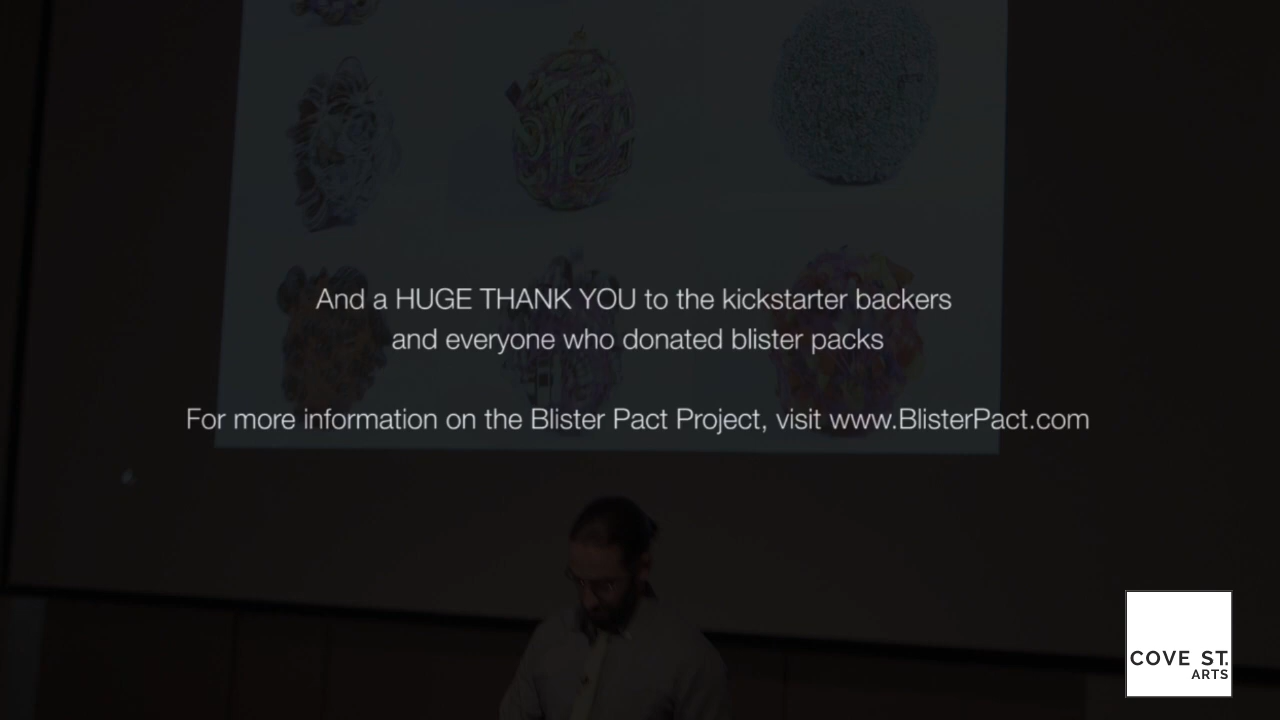 And a HUGE THANK YOU to the kickstarter backers
and everyone who donated blister packs
For more information on the Blister Pact Project, visit www.BlisterPact.com
COVE ST.
ARTS